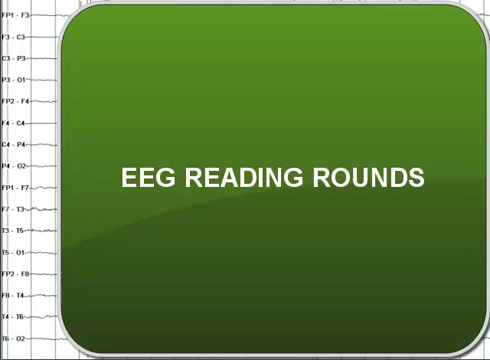 FP1 - F3
F3 - C3
C3 - P3
P3 - O1
FP2 - F4
F4 - C4
C4 - P4
P4 - O2
FP1 - F7
F7 - T3
T3 - T5
T5 - O1
FP2 - F8
F8 - T4
T4 - T6
T6 - O2
EEG READING ROUNDS